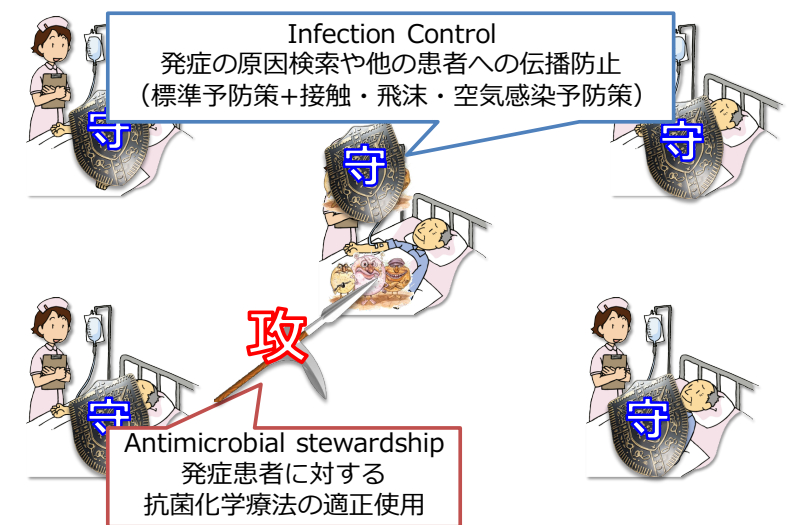 Infection Control
発症の原因検索や他の患者への伝播防止
（標準予防策+接触・飛沫・空気感染予防策）
守
守
守
攻
守
守
Antimicrobial stewardship
発症患者に対する
抗菌化学療法の適正使用